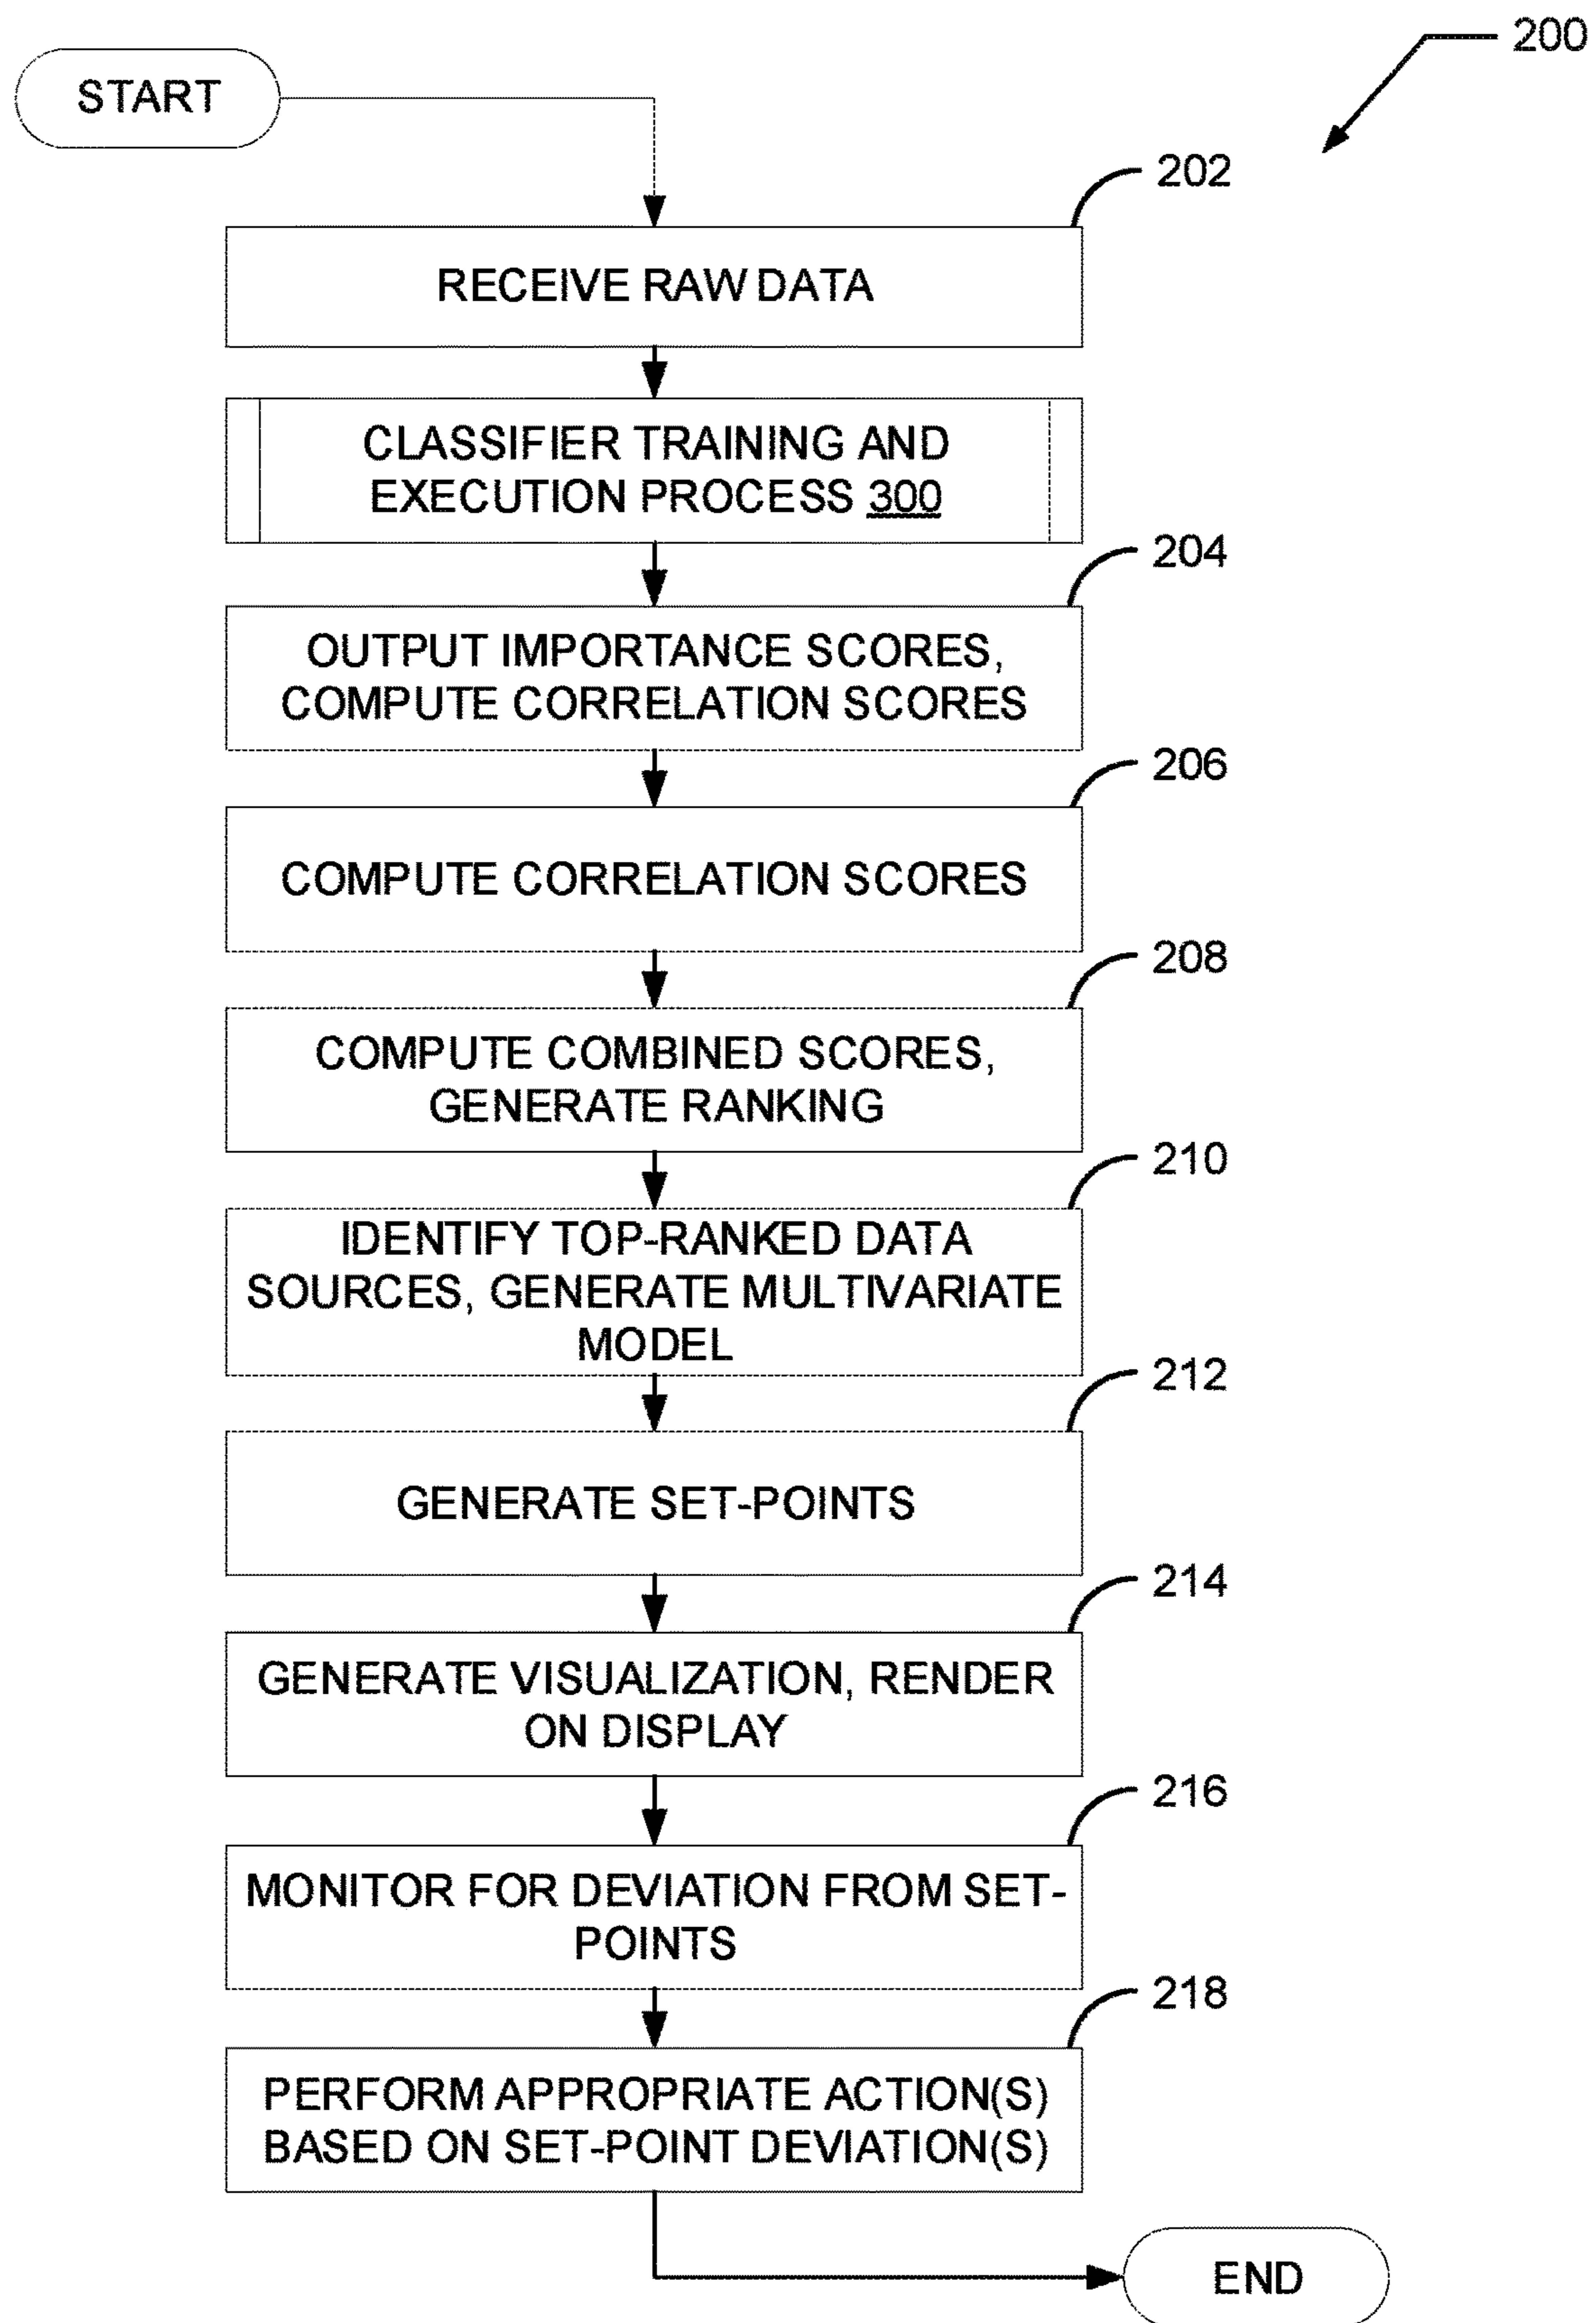 200
START
202
RECEIVE RAW DATA
CLASSIFIER TRAINING AND
EXECUTION PROCESS 300
204
OUTPUT IMPORTANCE SCORES,
COMPUTE CORRELATION SCORES
206
COMPUTE CORRELATION SCORES
208
COMPUTE COMBINED SCORES,
GENERATE RANKING
210
IDENTIFY TOP-RANKED DATA
SOURCES, GENERATE MULTIVARIATE
MODEL
212
GENERATE SET-POINTS
214
GENERATE VISUALIZATION, RENDER
ON DISPLAY
216
MONITOR FOR DEVIATION FROM SET-
POINTS
218
PERFORM APPROPRIATE ACTION(S)
BASED ON SET-POINT DEVIATION(S)
END